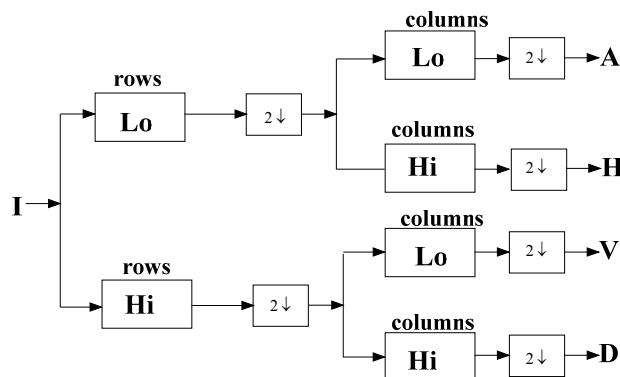 columns
Lo
2↓
A
rows
Lo
2↓
columns
Hi
2↓
H
I
columns
Lo
2↓
V
rows
Hi
2↓
columns
Hi
2↓
D